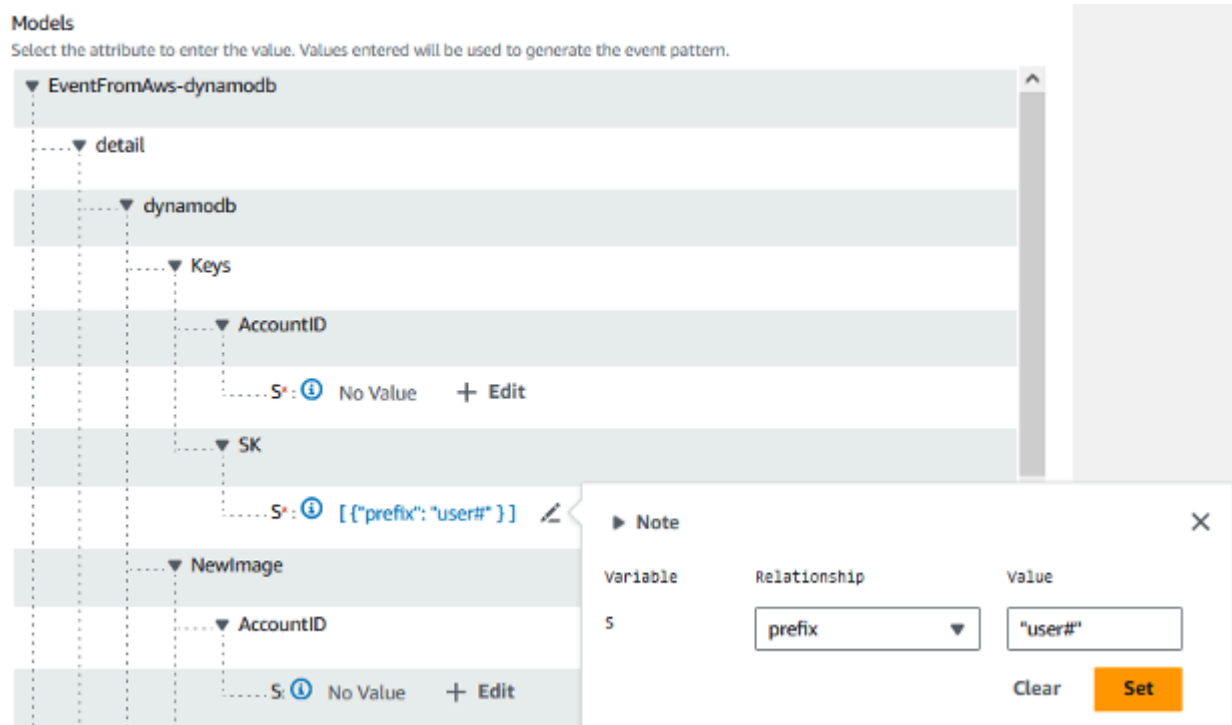 Models
Select the attribute to enter the value. Values entered will be used to generate the event pattern.
EventFromAws-dynamodb
detail
dynamodb
Keys
AccountID
S*: No Value + Edit
SK
S*: [ {"prefix": "user#" } ]
NewImage
AccountID
S: No Value + Edit
Note
Variable Relationship Value
S prefix "user#"
Clear Set